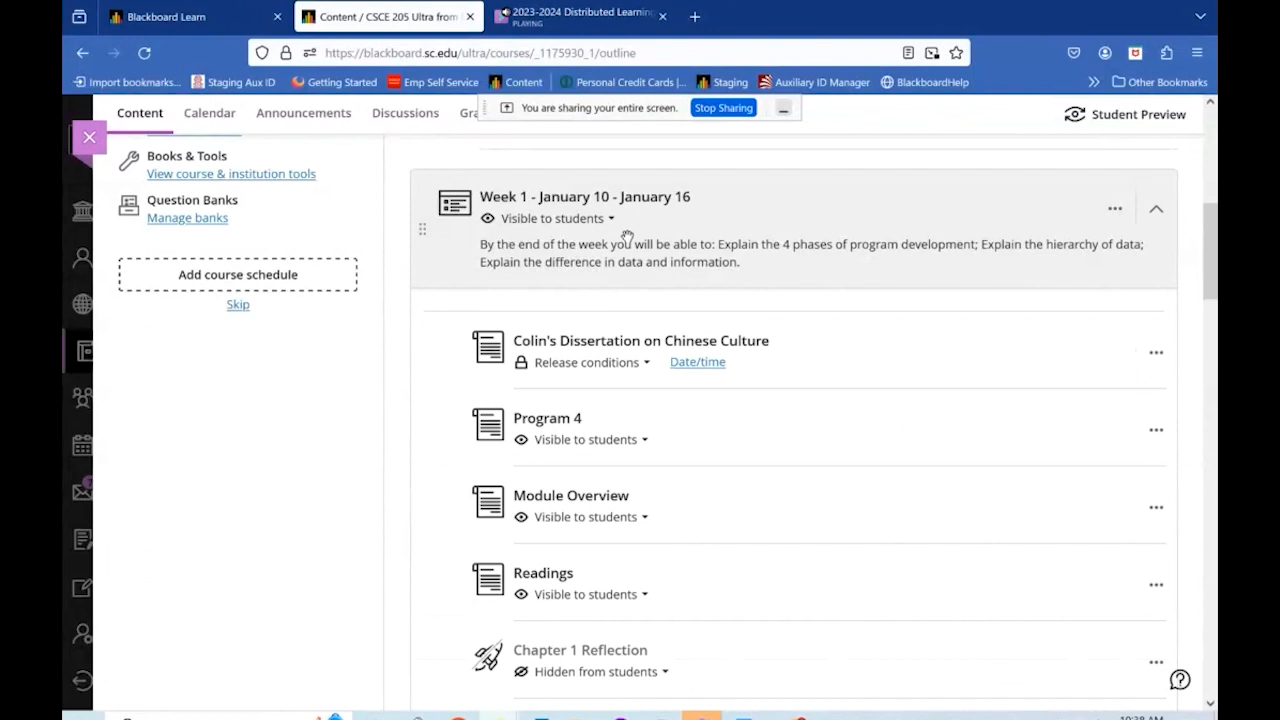 Blackboard Learn
Content / CSCE 205 Ultra from
2023-2024 Distributed Learning
PLAYING
https://blackboard.sc.edu/ultra/courses/_1175930_1/outline
Import bookmarks...
Staging Aux ID
Getting Started
Emp Self Service
Content
Personal Credit Cards |...
Staging
Auxiliary ID Manager
BlackboardHelp
Other Bookmarks
Content
Calendar
Announcements
Discussions
Gra
You are sharing your entire screen.
Stop Sharing
Student Preview
Books & Tools
View course & institution tools
Question Banks
Manage banks
Add course schedule
Skip
Week 1 - January 10 - January 16
Visible to students
By the end of the week you will be able to: Explain the 4 phases of program development; Explain the hierarchy of data;
Explain the difference in data and information.
Colin's Dissertation on Chinese Culture
Release conditions
Date/time
Program 4
Visible to students
Module Overview
Visible to students
Readings
Visible to students
Chapter 1 Reflection
Hidden from students
10:38 AM